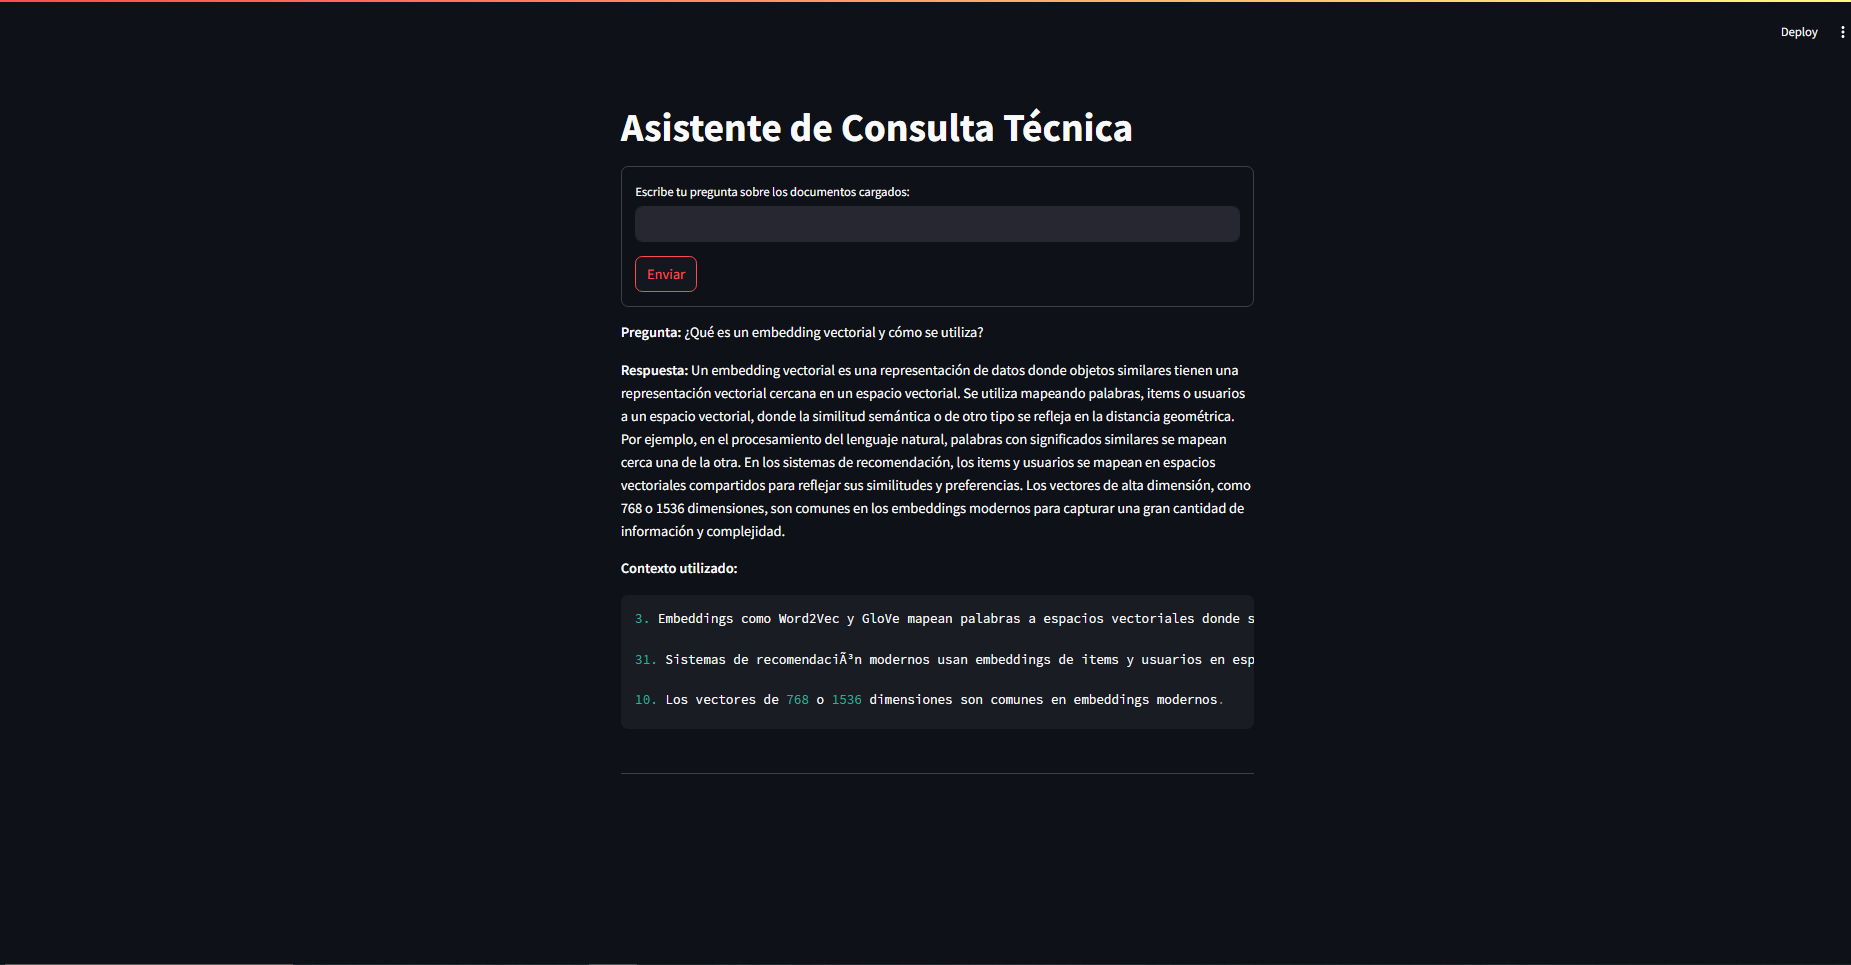 Deploy
Asistente de Consulta Técnica
Escribe tu pregunta sobre los documentos cargados:
Enviar
Pregunta: ¿Qué es un embedding vectorial y cómo se utiliza?
Respuesta: Un embedding vectorial es una representación de datos donde objetos similares tienen una
representación vectorial cercana en un espacio vectorial. Se utiliza mapeando palabras, items o usuarios
a un espacio vectorial, donde la similitud semántica o de otro tipo se refleja en la distancia geométrica.
Por ejemplo, en el procesamiento del lenguaje natural, palabras con significados similares se mapean
cerca una de la otra. En los sistemas de recomendación, los items y usuarios se mapean en espacios
vectoriales compartidos para reflejar sus similitudes y preferencias. Los vectores de alta dimensión, como
768 o 1536 dimensiones, son comunes en los embeddings modernos para capturar una gran cantidad de
información y complejidad.
Contexto utilizado:
3. Embeddings como Word2Vec y GloVe mapean palabras a espacios vectoriales donde s
31. Sistemas de recomendaciÃ³n modernos usan embeddings de items y usuarios en esp
10. Los vectores de 768 o 1536 dimensiones son comunes en embeddings modernos.